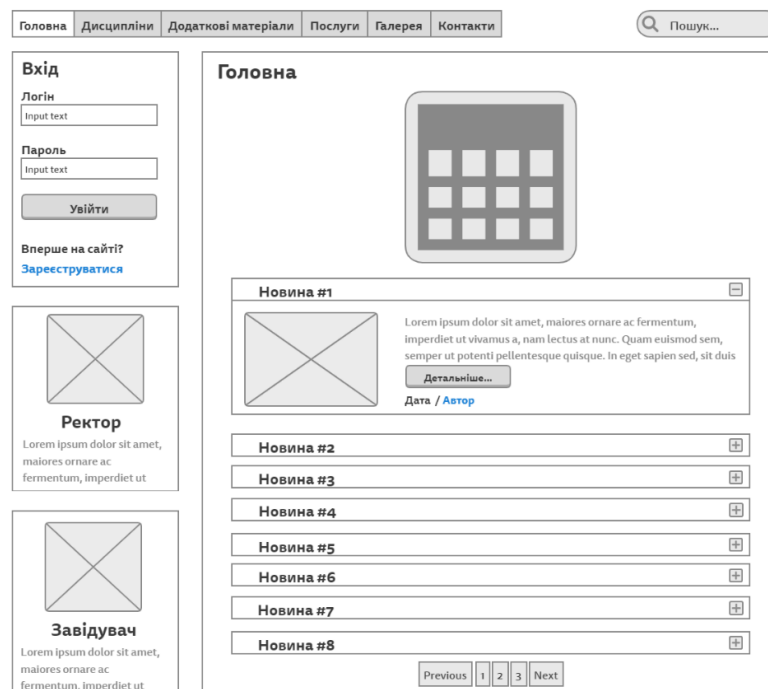 Головна Дисципліни Додаткові матеріали Послуги Галерея Контакти Пошук...
Вхід
Логін
Input text
Пароль
Input text
Увійти
Вперше на сайті?
Зареєструватися
Ректор
Lorem ipsum dolor sit amet,
maiores ornare ac
fermentum, imperdiet ut
Завідувач
Lorem ipsum dolor sit amet,
maiores ornare ac
fermentum, imperdiet ut
Головна
Новина #1
Lorem ipsum dolor sit amet, maiores ornare ac fermentum,
imperdiet ut vivamus a, nam lectus at nunc. Quam euismod sem,
semper ut potenti pellentesque quisque. In eget sapien sed, sit duis
Детальніше...
Дата / Автор
Новина #2
Новина #3
Новина #4
Новина #5
Новина #6
Новина #7
Новина #8
Previous 1 2 3 Next